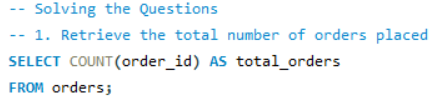 -- Solving the Questions
-- 1. Retrieve the total number of orders placed
SELECT COUNT(order_id) AS total_orders
FROM orders;